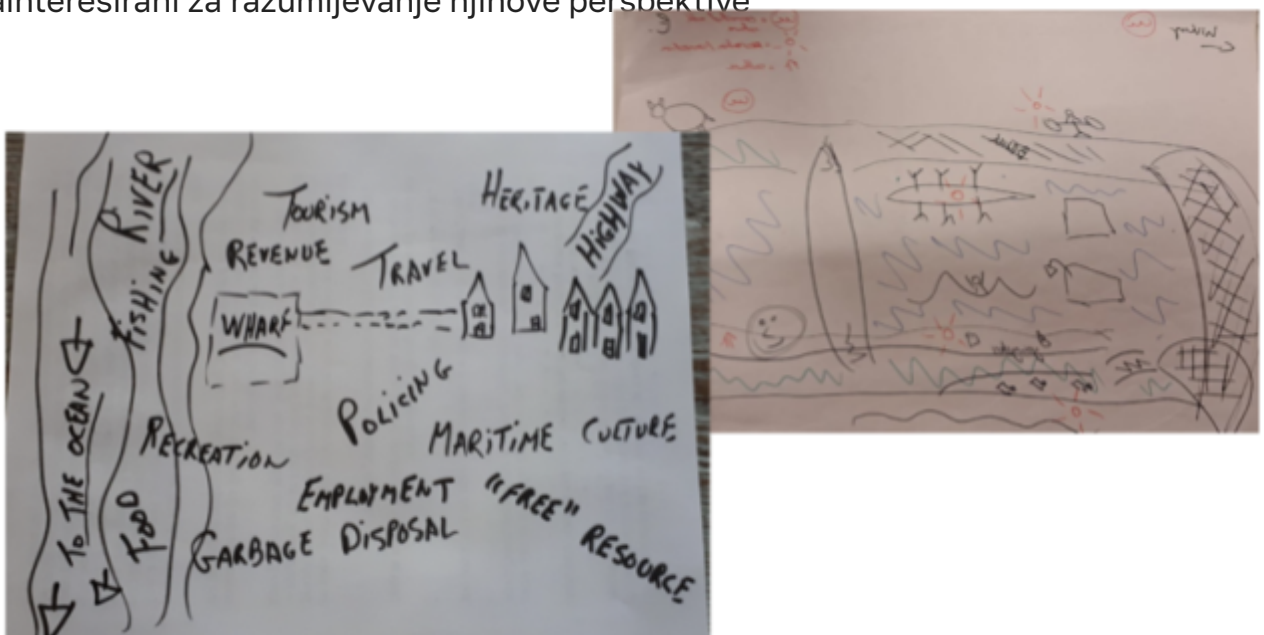 ainteresirani za razumijevanje njihove perspektive
RIVER
FISHING
TOURISM
HERITAGE
HIGHWAY
REVENUE
TRAVEL
WHARF
TO THE OCEAN
RECREATION
POLICING
MARITIME CULTURE
FOOD
EMPLOYMENT
"FREE" RESOURCE
GARBAGE DISPOSAL